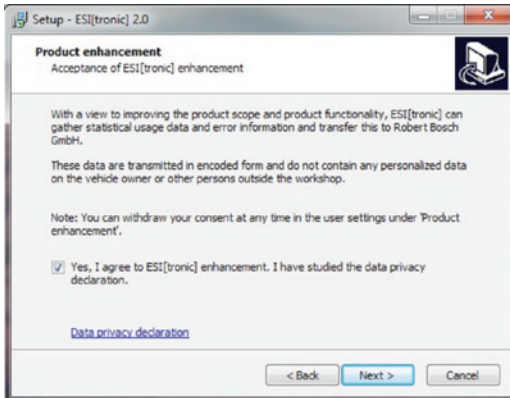 Setup - ESI[tronic] 2.0
Product enhancement
Acceptance of ESI[tronic] enhancement
With a view to improving the product scope and product functionality, ESI[tronic] can
gather statistical usage data and error information and transfer this to Robert Bosch
GmbH.
These data are transmitted in encoded form and do not contain any personalized data
on the vehicle owner or other persons outside the workshop.
Note: You can withdraw your consent at any time in the user settings under 'Product
enhancement'.
Yes, I agree to ESI[tronic] enhancement. I have studied the data privacy
declaration.
Data privacy declaration
< Back
Next >
Cancel